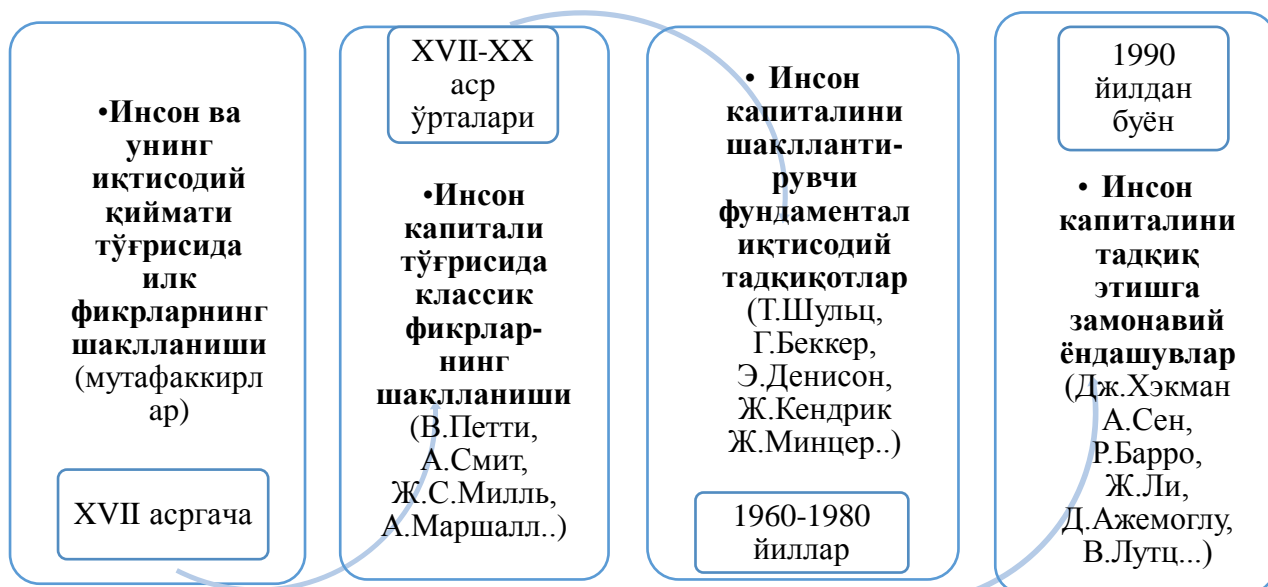 •Инсон ва
унинг
иқтисодий
қиймати
тўғрисида
илк
фикрларнинг
шаклланиши
(мутафаккирл
ар)
XVII асргача
XVII-XX
аср
ўрталари
•Инсон
капитали
тўғрисида
классик
фикрлар-
нинг
шаклланиши
(В.Петти,
А.Смит,
Ж.С.Милль,
А.Маршалл..)
• Инсон
капиталини
шакллланти-
рувчи
фундаментал
иқтисодий
тадқиқотлар
(Т.Шульц,
Г.Беккер,
Э.Денисон,
Ж.Кендрик
Ж.Минцер..)
1960-1980
йиллар
1990
йилдан
буён
• Инсон
капиталини
тадқиқ
этишга
замонавий
ёндашувлар
(Дж.Хэкман
А.Сен,
Р.Барро,
Ж.Ли,
Д.Ажемоглу,
В.Лутц...)